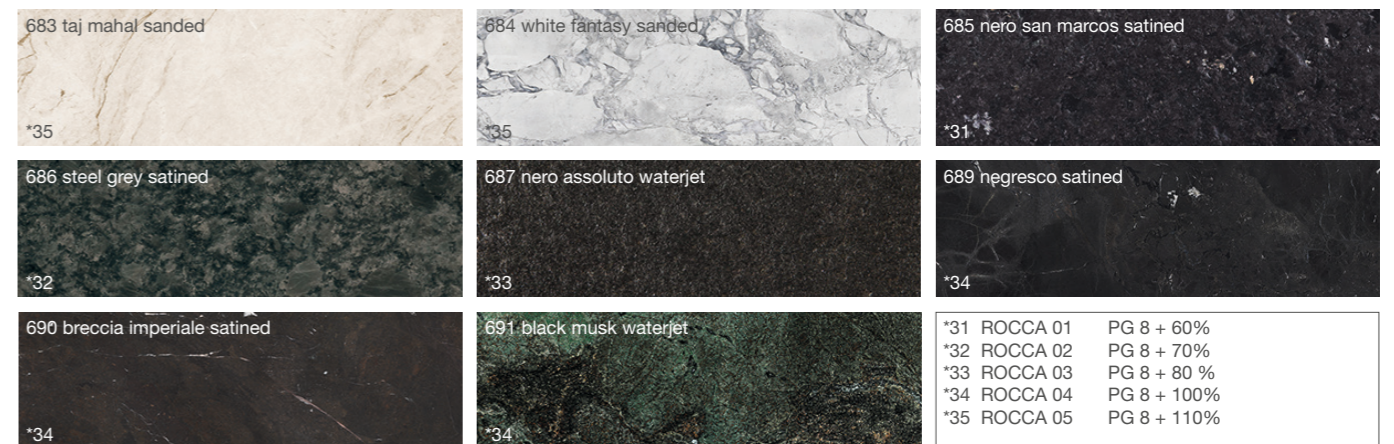 683 taj mahal sanded
*35
684 white fantasy sanded
*35
685 nero san marcos satined
*31
686 steel grey satined
*32
687 nero assoluto waterjet
*33
689 negresco satined
*34
690 breccia imperiale satined
*34
691 black musk waterjet
*34
*31 ROCCA 01 PG 8 + 60%
*32 ROCCA 02 PG 8 + 70%
*33 ROCCA 03 PG 8 + 80 %
*34 ROCCA 04 PG 8 + 100%
*35 ROCCA 05 PG 8 + 110%